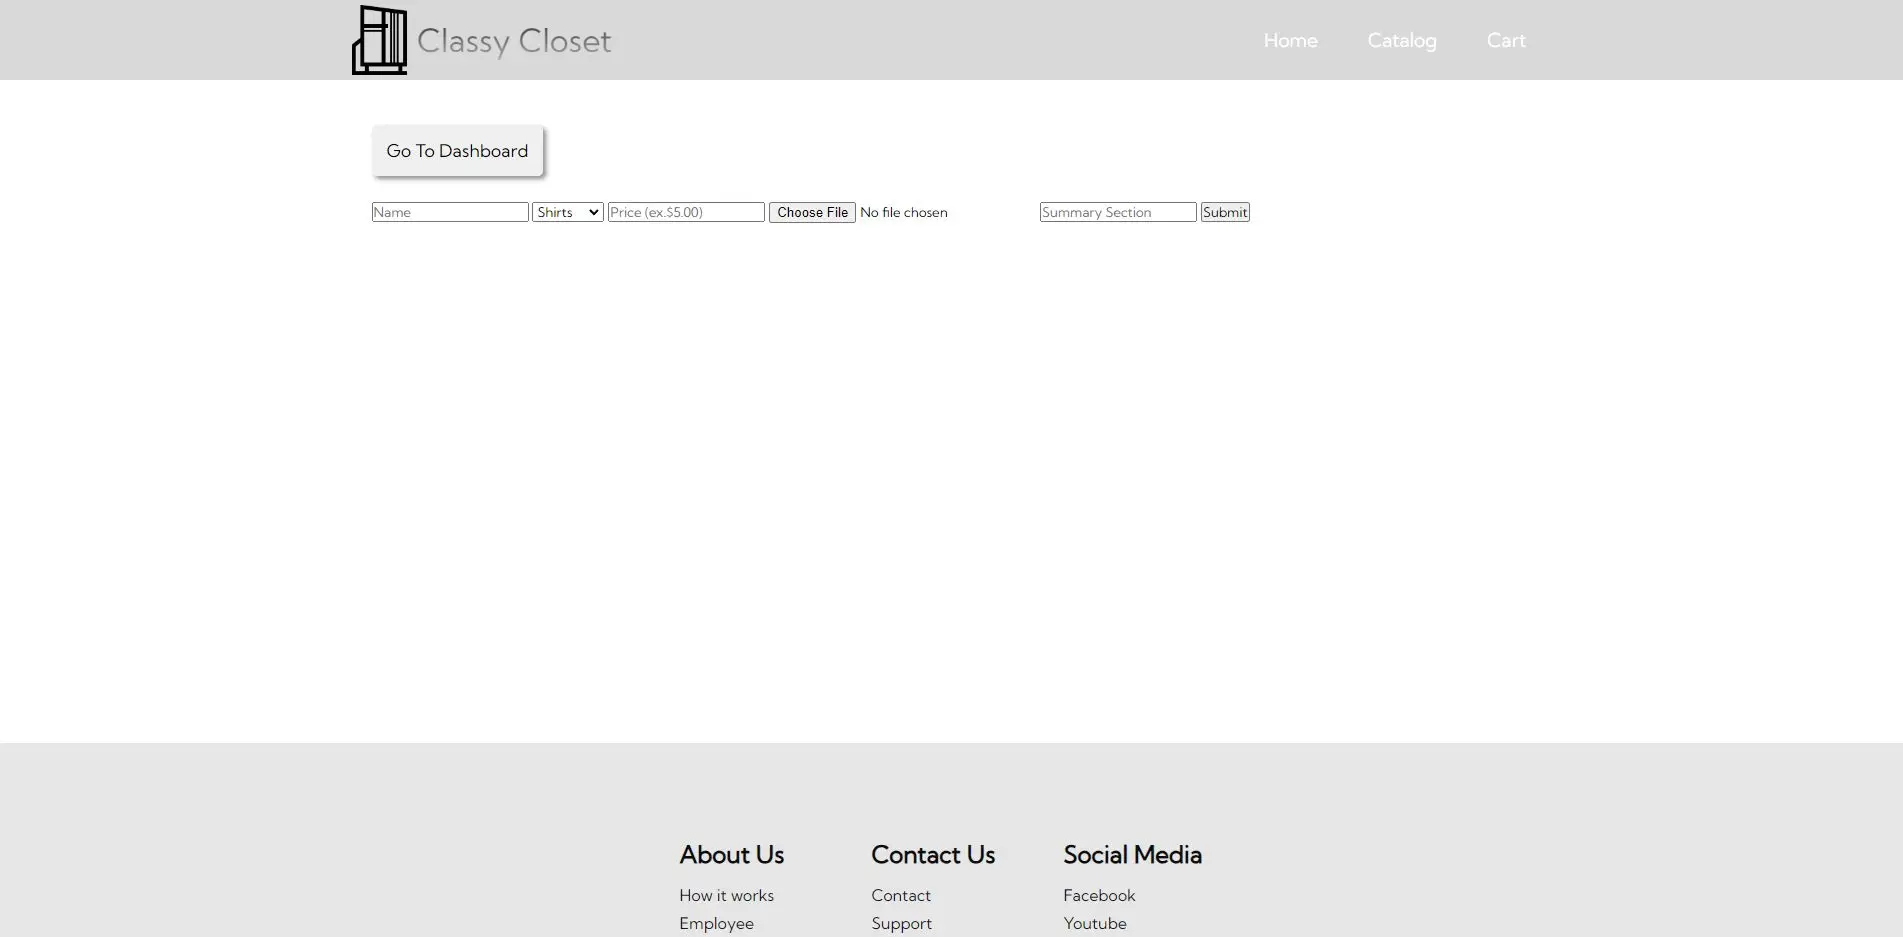 Classy Closet
Home Catalog Cart
Go To Dashboard
Name Shirts Price (ex.$5.00) Choose File No file chosen Summary Section Submit
About Us Contact Us Social Media
How it works Contact Facebook
Employee Support Youtube